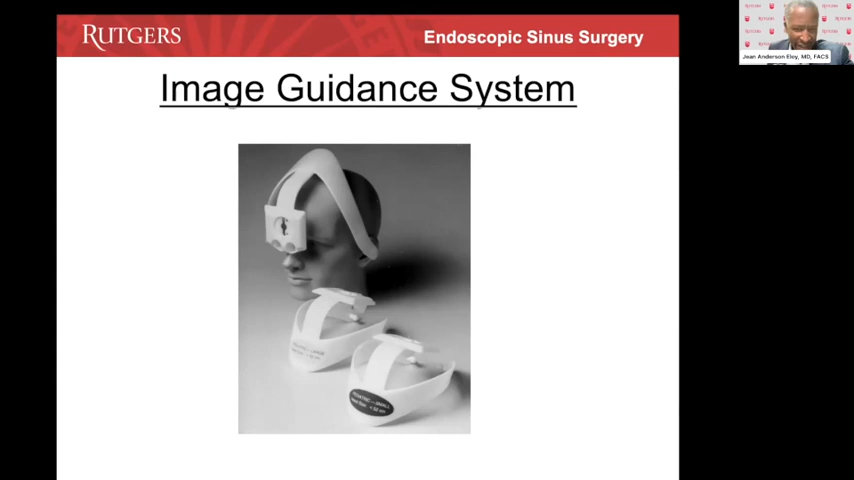 RUTGERS
Endoscopic Sinus Surgery
Image Guidance System
Jean Anderson Eloy, MD, FACS